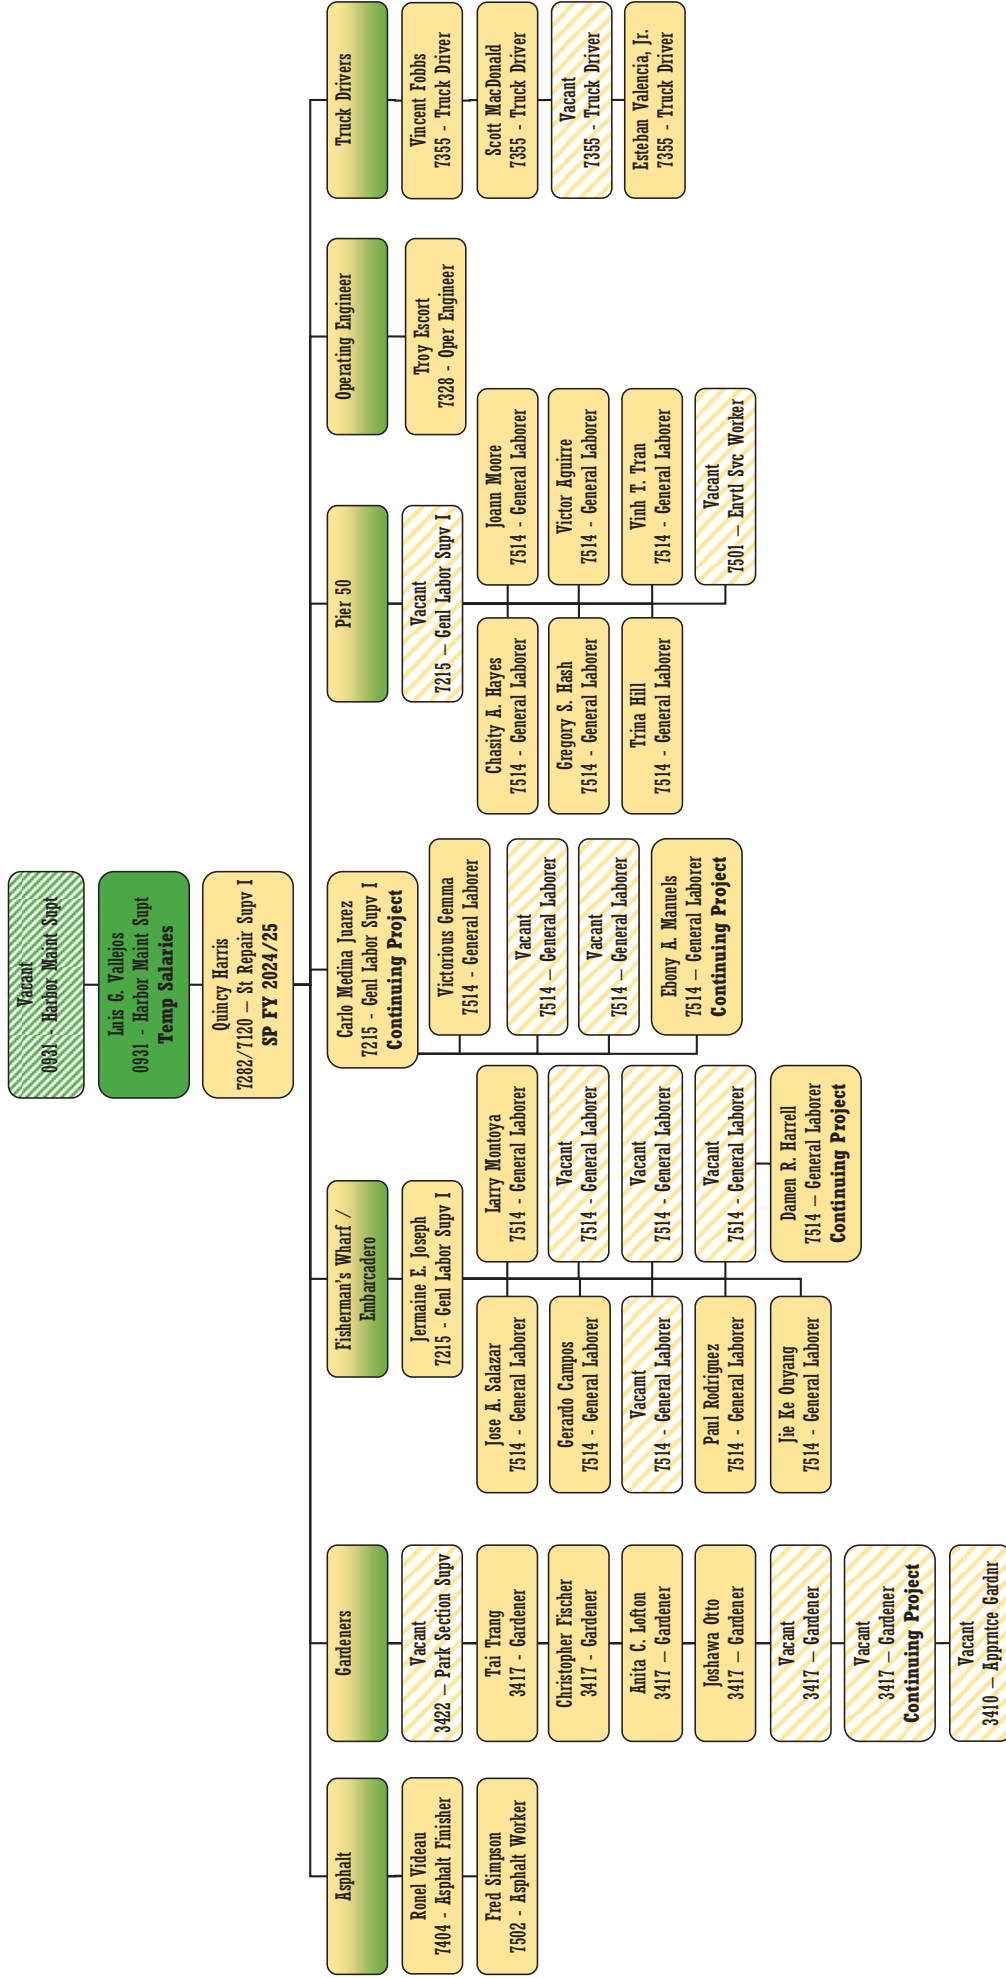 Vacant
0931 - Harbor Maint Supt
Luis G. Vallejos
0931 - Harbor Maint Supt
Temp Salaries
Quincy Harris
7282/7120 — St Repair Supv I
SP FY 2024/25
Asphalt
Ronel Videau
7404 - Asphalt Finisher
Fred Simpson
7502 - Asphalt Worker
Gardeners
Vacant
3422 — Park Section Supv
Tai Trang
3417 - Gardener
Christopher Fischer
3417 - Gardener
Anita C. Lofton
3417 — Gardener
Joshawa Otto
3417 — Gardener
Vacant
3417 — Gardener
Vacant
3417 — Gardener
Continuing Project
Vacant
3410 — Apprntce Gardnr
Fisherman's Wharf /
Embarcadero
Jermaine E. Joseph
7215 - Genl Labor Supv I
Jose A. Salazar
7514 - General Laborer
Larry Montoya
7514 - General Laborer
Gerardo Campos
7514 - General Laborer
Vacant
7514 - General Laborer
Vacamt
7514 - General Laborer
Vacant
7514 - General Laborer
Paul Rodriguez
7514 - General Laborer
Vacant
7514 - General Laborer
Jie Ke Ouyang
7514 - General Laborer
Damen R. Harrell
7514 — General Laborer
Continuing Project
Carlo Medina Juarez
7215 - Genl Labor Supv I
Continuing Project
Victorious Gemma
7514 - General Laborer
Vacant
7514 — General Laborer
Vacant
7514 — General Laborer
Ebony A. Manuels
7514 — General Laborer
Continuing Project
Pier 50
Vacant
7215 — Genl Labor Supv I
Chasity A. Hayes
7514 - General Laborer
Joann Moore
7514 - General Laborer
Gregory S. Hash
7514 - General Laborer
Victor Aguirre
7514 - General Laborer
Trina Hill
7514 - General Laborer
Vinh T. Tran
7514 - General Laborer
Vacant
7501 — Envtl Svc Worker
Operating Engineer
Troy Escort
7328 - Oper Engineer
Truck Drivers
Vincent Fobbs
7355 - Truck Driver
Scott MacDonald
7355 - Truck Driver
Vacant
7355 - Truck Driver
Esteban Valencia, Jr.
7355 - Truck Driver